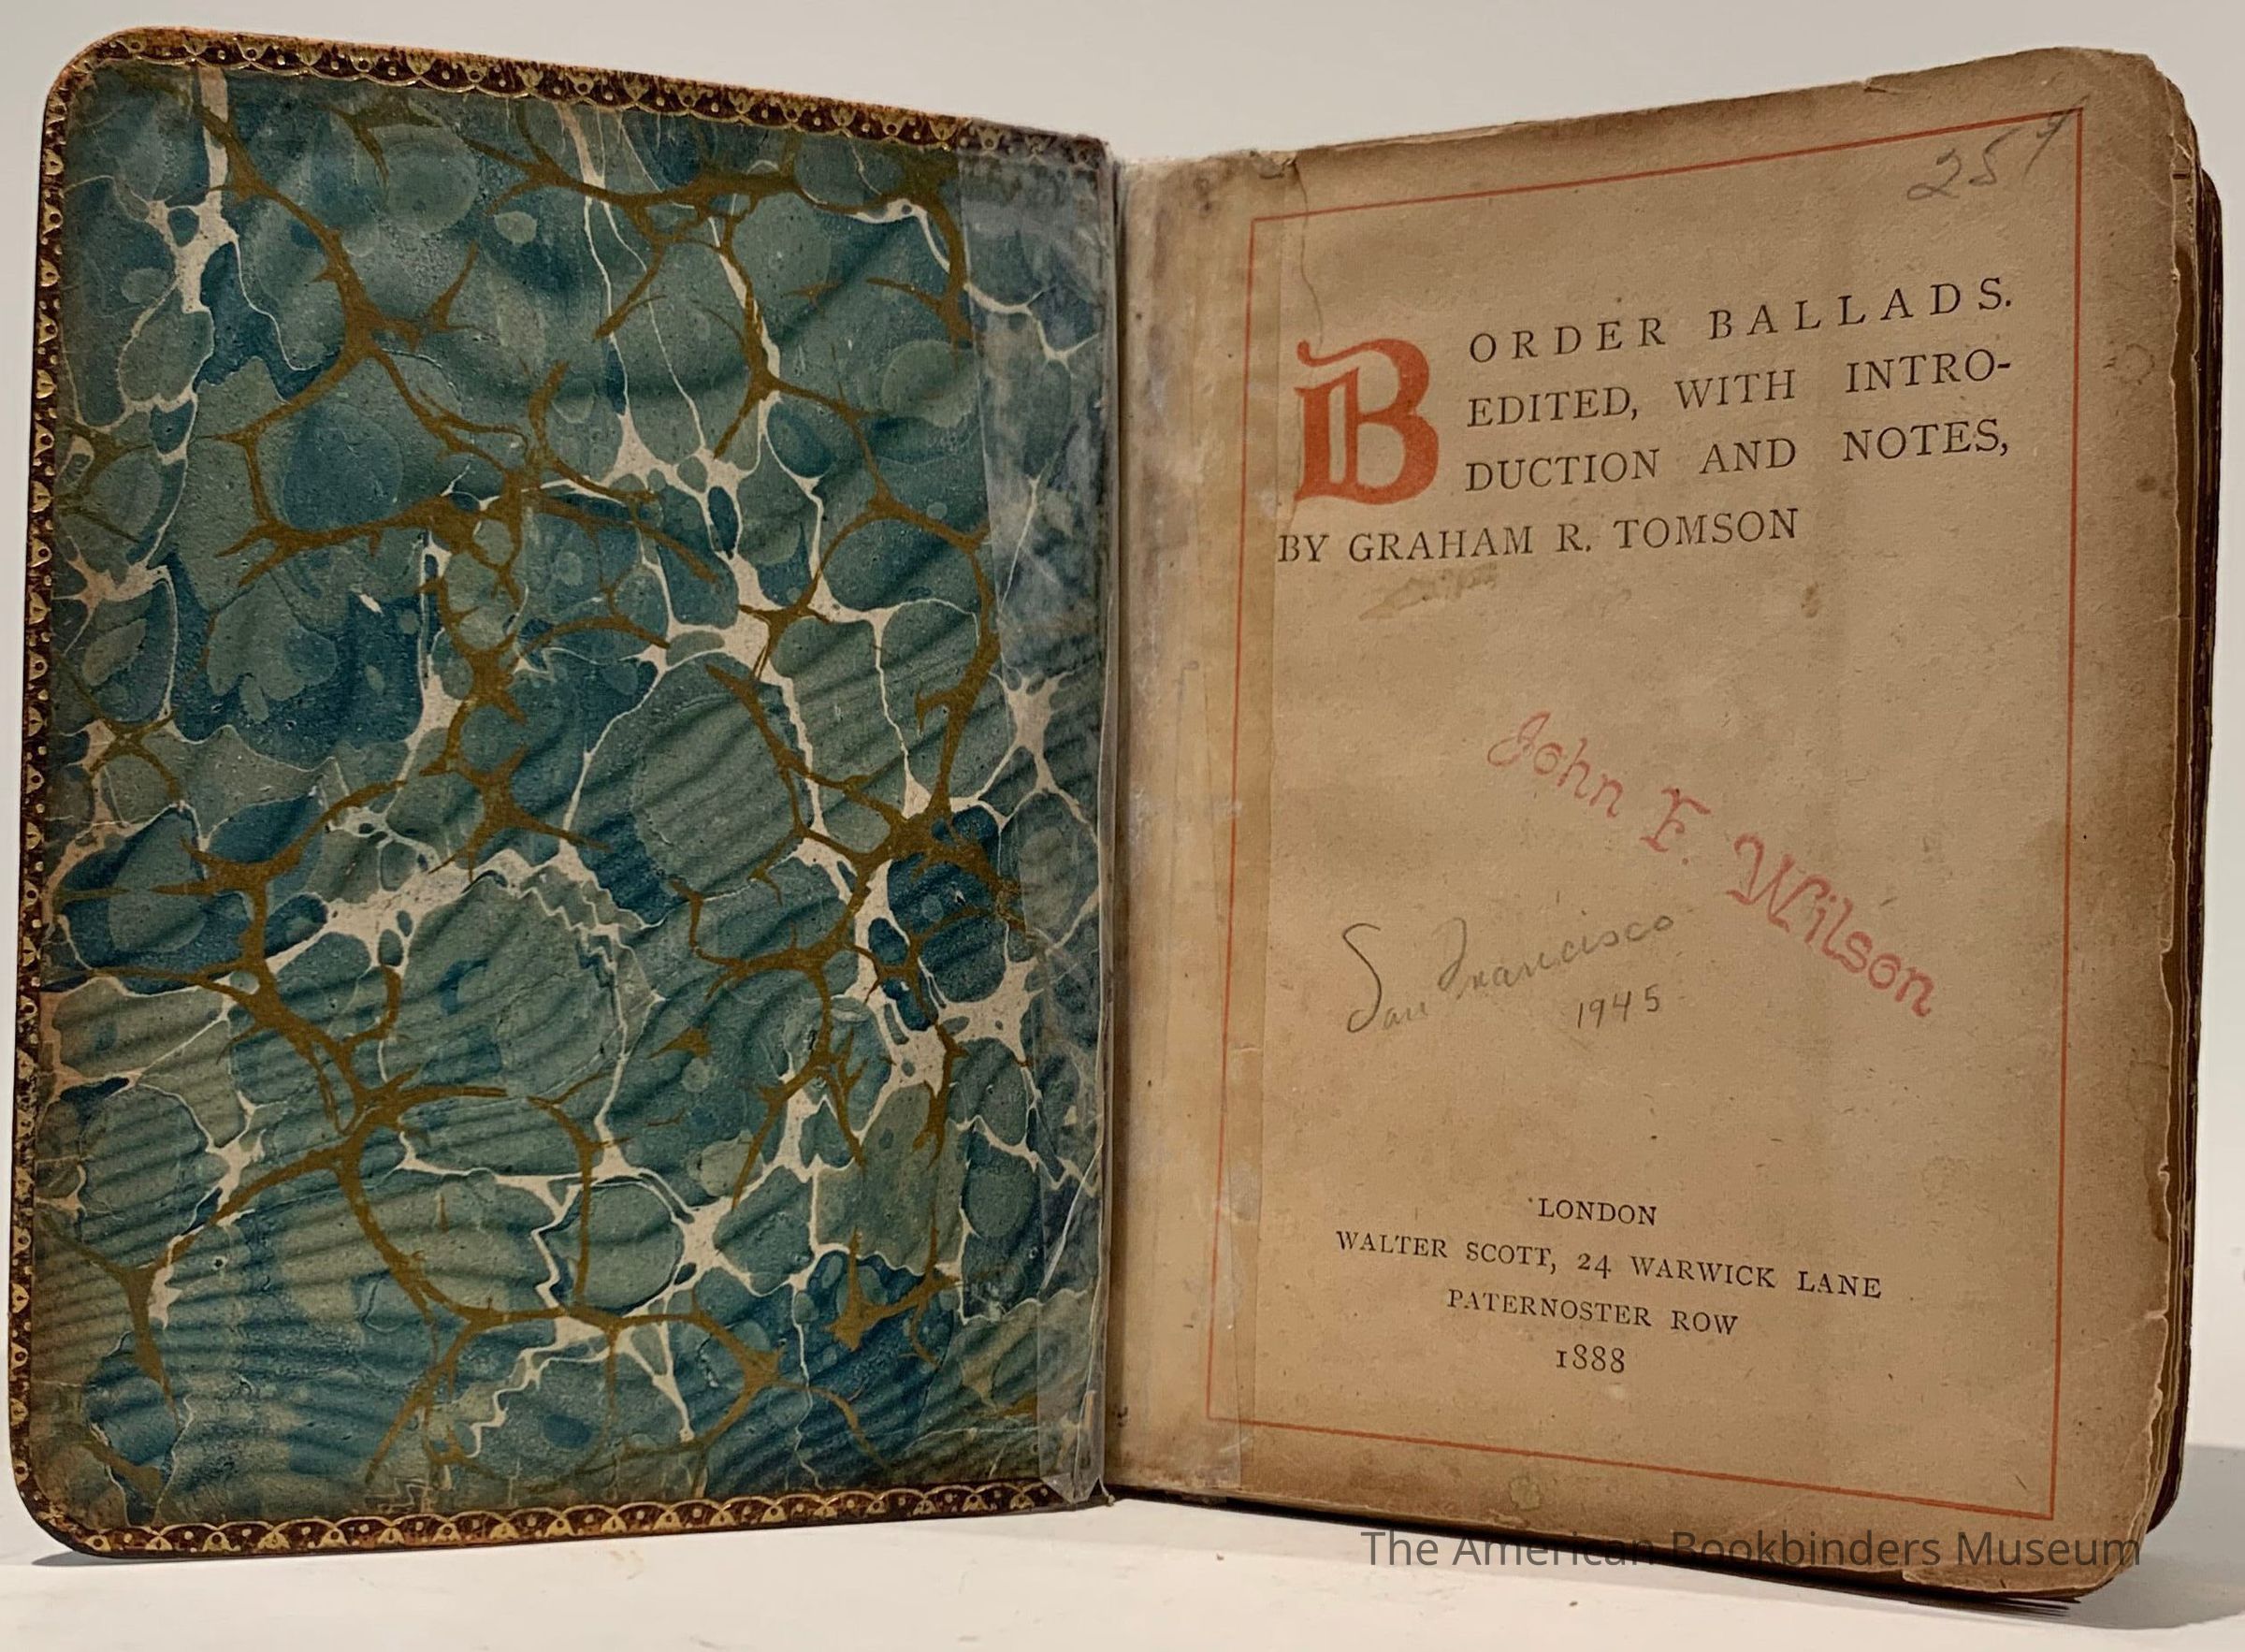 257
BORDER BALLADS.
EDITED, WITH INTRO-
DUCTION AND NOTES,
BY GRAHAM R. TOMSON
John F. Wilson
San Francisco
1945
LONDON
WALTER SCOTT, 24 WARWICK LANE
PATERNOSTER ROW
1888
The American Bookbinders Museum